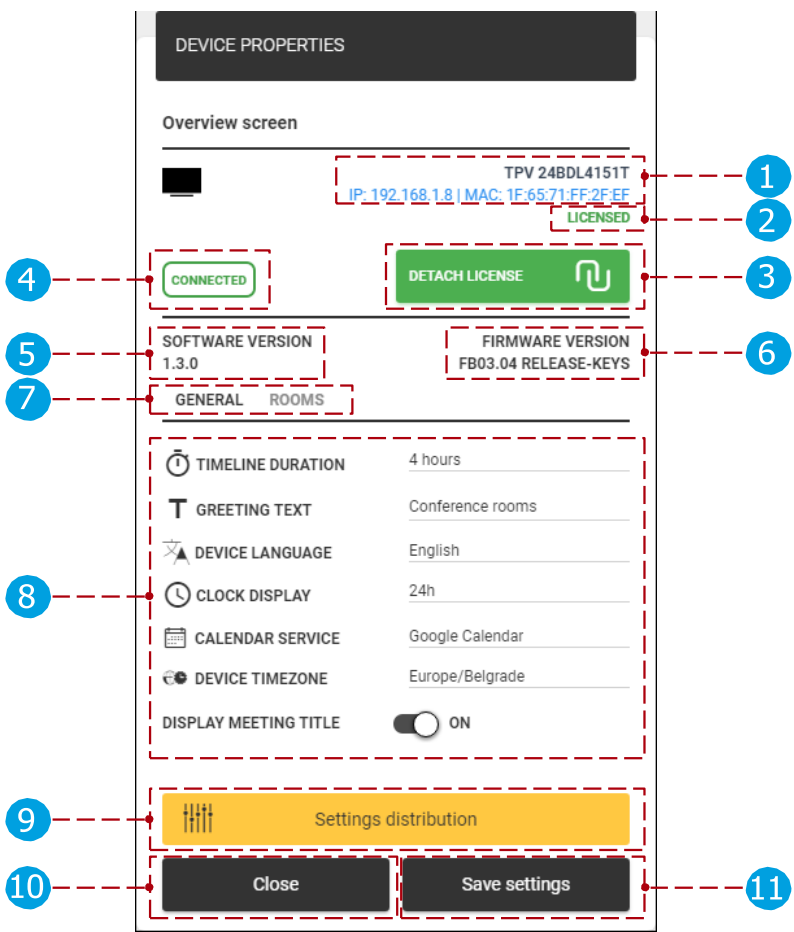 DEVICE PROPERTIES
Overview screen
TPV 24BDL4151T
1
IP: 192.168.1.8 | MAC: 1F:65:71:FF:2F:EF
LICENSED
2
4
CONNECTED
DETACH LICENSE
3
SOFTWARE VERSION
FIRMWARE VERSION
5
1.3.0
FB03.04 RELEASE-KEYS
6
7
GENERAL ROOMS
TIMELINE DURATION
4 hours
GREETING TEXT
Conference rooms
DEVICE LANGUAGE
English
8
CLOCK DISPLAY
24h
CALENDAR SERVICE
Google Calendar
DEVICE TIMEZONE
Europe/Belgrade
DISPLAY MEETING TITLE
ON
9
Settings distribution
10
Close
Save settings
11